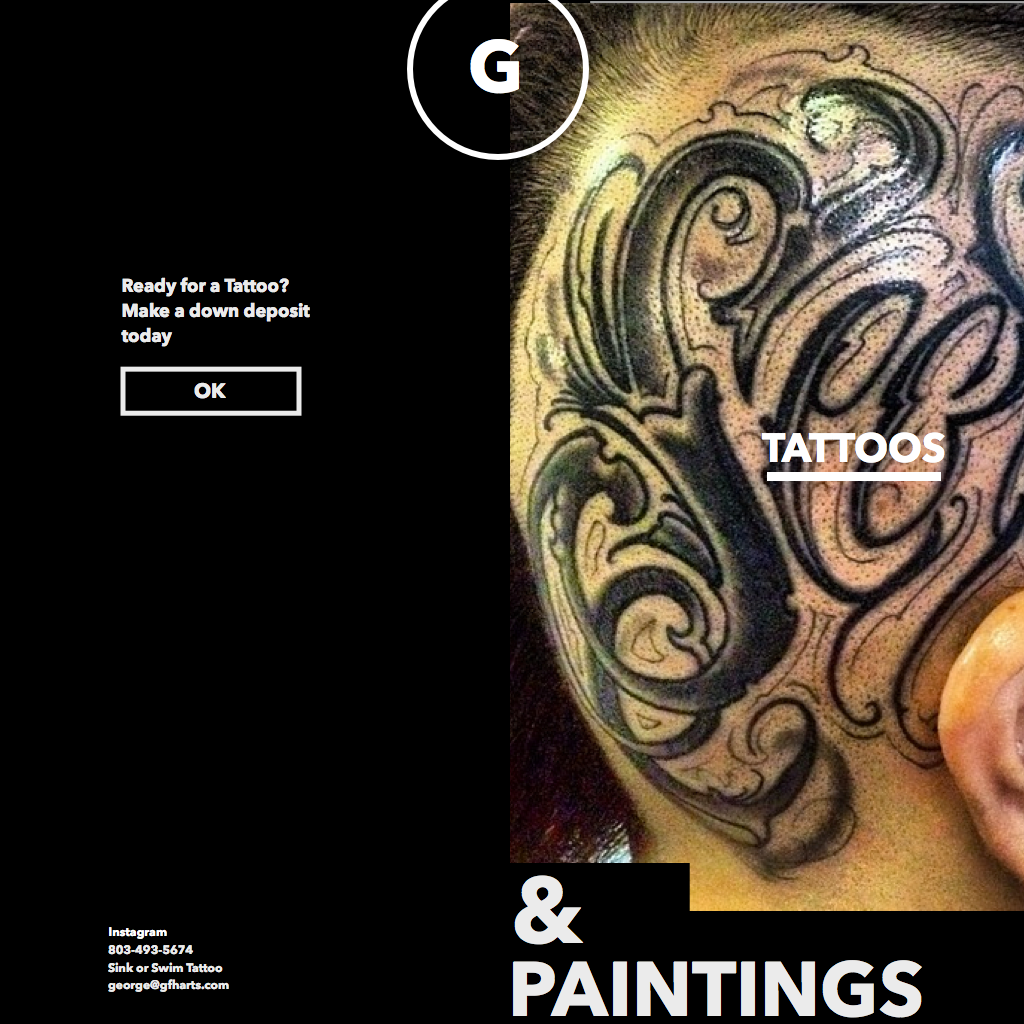 G
Ready for a Tattoo?
Make a down deposit
today
OK
TATTOOS
&
PAINTINGS
Instagram
803-493-5674
Sink or Swim Tattoo
george@gfharts.com